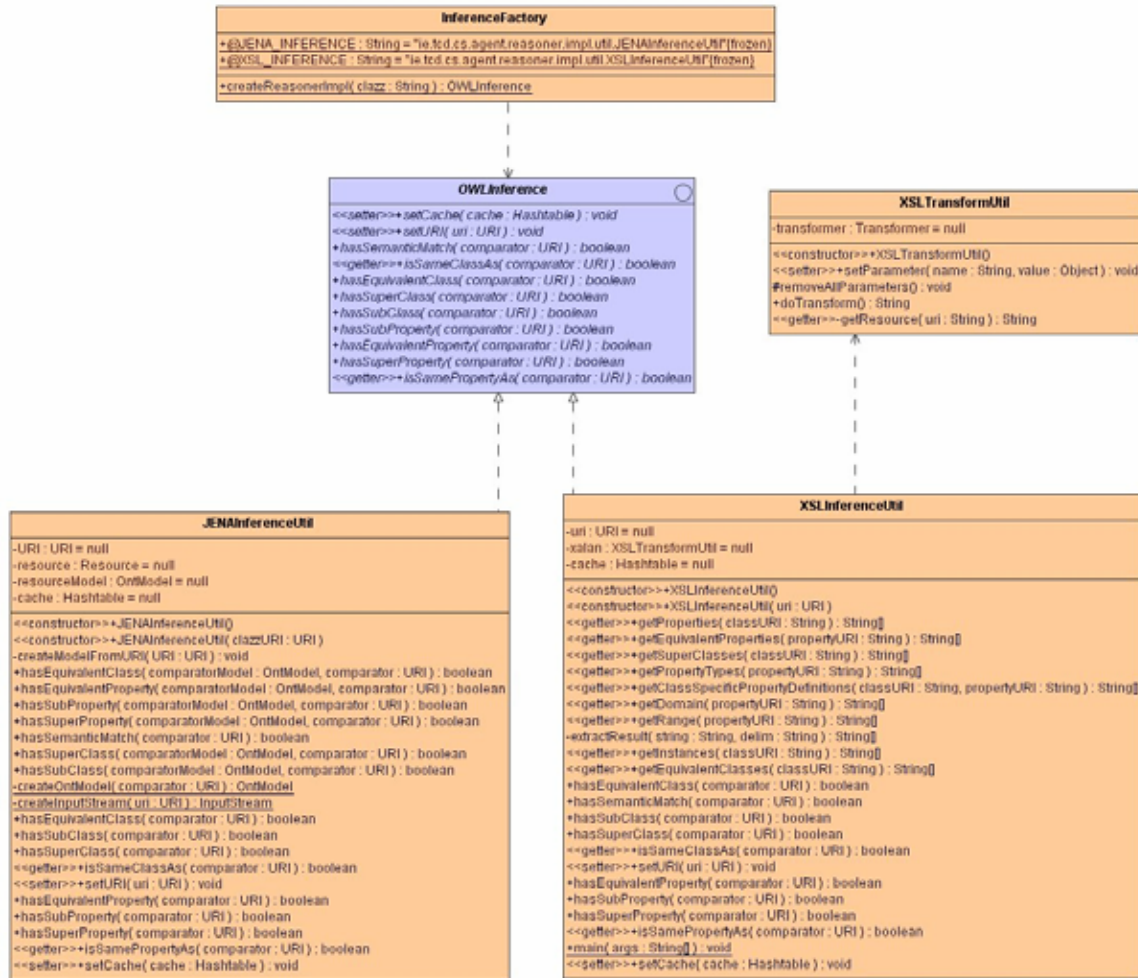 InferenceFactory
+@JENA_INFERENCE : String = "ie.tcd.cs.agent.reasoner.impl.util.JENAInferenceUtil"{frozen}
+@XSL_INFERENCE : String = "ie.tcd.cs.agent.reasoner.impl.util.XSLInferenceUtil"{frozen}
+createReasonerImpl( clazz : String ) : OWLInference
OWLInference
<<setter>>+setCache( cache : Hashtable ) : void
<<setter>>+setURI( uri : URI ) : void
+hasSemanticMatch( comparator : URI ) : boolean
<<getter>>+isSameClassAs( comparator : URI ) : boolean
+hasEquivalentClass( comparator : URI ) : boolean
+hasSuperClass( comparator : URI ) : boolean
+hasSubClass( comparator : URI ) : boolean
+hasSubProperty( comparator : URI ) : boolean
+hasEquivalentProperty( comparator : URI ) : boolean
+hasSuperProperty( comparator : URI ) : boolean
<<getter>>+isSamePropertyAs( comparator : URI ) : boolean
XSLTransformUtil
-transformer : Transformer = null
<<constructor>>+XSLTransformUtil()
<<setter>>+setParameter( name : String, value : Object ) : void
#removeAllParameters() : void
+doTransform() : String
<<getter>>-getResource( uri : String ) : String
JENAInferenceUtil
-URI : URI = null
-resource : Resource = null
-resourceModel : OntModel = null
-cache : Hashtable = null
<<constructor>>+JENAInferenceUtil()
<<constructor>>+JENAInferenceUtil( clazzURI : URI )
-createModelFromURI( URI : URI ) : void
+hasEquivalentClass( comparatorModel : OntModel, comparator : URI ) : boolean
+hasEquivalentProperty( comparatorModel : OntModel, comparator : URI ) : boolean
+hasSubProperty( comparatorModel : OntModel, comparator : URI ) : boolean
+hasSuperProperty( comparatorModel : OntModel, comparator : URI ) : boolean
+hasSemanticMatch( comparator : URI ) : boolean
+hasSuperClass( comparatorModel : OntModel, comparator : URI ) : boolean
+hasSubClass( comparatorModel : OntModel, comparator : URI ) : boolean
-createOntModel( comparator : URI ) : OntModel
-createInputStream( uri : URI ) : InputStream
+hasEquivalentClass( comparator : URI ) : boolean
+hasSubClass( comparator : URI ) : boolean
+hasSuperClass( comparator : URI ) : boolean
<<getter>>+isSameClassAs( comparator : URI ) : boolean
<<setter>>+setURI( uri : URI ) : void
+hasEquivalentProperty( comparator : URI ) : boolean
+hasSubProperty( comparator : URI ) : boolean
+hasSuperProperty( comparator : URI ) : boolean
<<getter>>+isSamePropertyAs( comparator : URI ) : boolean
<<setter>>+setCache( cache : Hashtable ) : void
XSLInferenceUtil
-uri : URI = null
-xalan : XSLTransformUtil = null
-cache : Hashtable = null
<<constructor>>+XSLInferenceUtil()
<<constructor>>+XSLInferenceUtil( uri : URI )
<<getter>>+getProperties( classURI : String ) : String[]
<<getter>>+getEquivalentProperties( propertyURI : String ) : String[]
<<getter>>+getSuperClasses( classURI : String ) : String[]
<<getter>>+getPropertyTypes( propertyURI : String ) : String[]
<<getter>>+getClassSpecificPropertyDefinitions( classURI : String, propertyURI : String ) : String[]
<<getter>>+getDomain( propertyURI : String ) : String[]
<<getter>>+getRange( propertyURI : String ) : String[]
-extractResult( string : String, delim : String ) : String[]
<<getter>>+getInstances( classURI : String ) : String[]
<<getter>>+getEquivalentClasses( classURI : String ) : String[]
+hasEquivalentClass( comparator : URI ) : boolean
+hasSemanticMatch( comparator : URI ) : boolean
+hasSubClass( comparator : URI ) : boolean
+hasSuperClass( comparator : URI ) : boolean
<<getter>>+isSameClassAs( comparator : URI ) : boolean
<<setter>>+setURI( uri : URI ) : void
+hasEquivalentProperty( comparator : URI ) : boolean
+hasSubProperty( comparator : URI ) : boolean
+hasSuperProperty( comparator : URI ) : boolean
<<getter>>+isSamePropertyAs( comparator : URI ) : boolean
+main( args : String[] ) : void
<<setter>>+setCache( cache : Hashtable ) : void